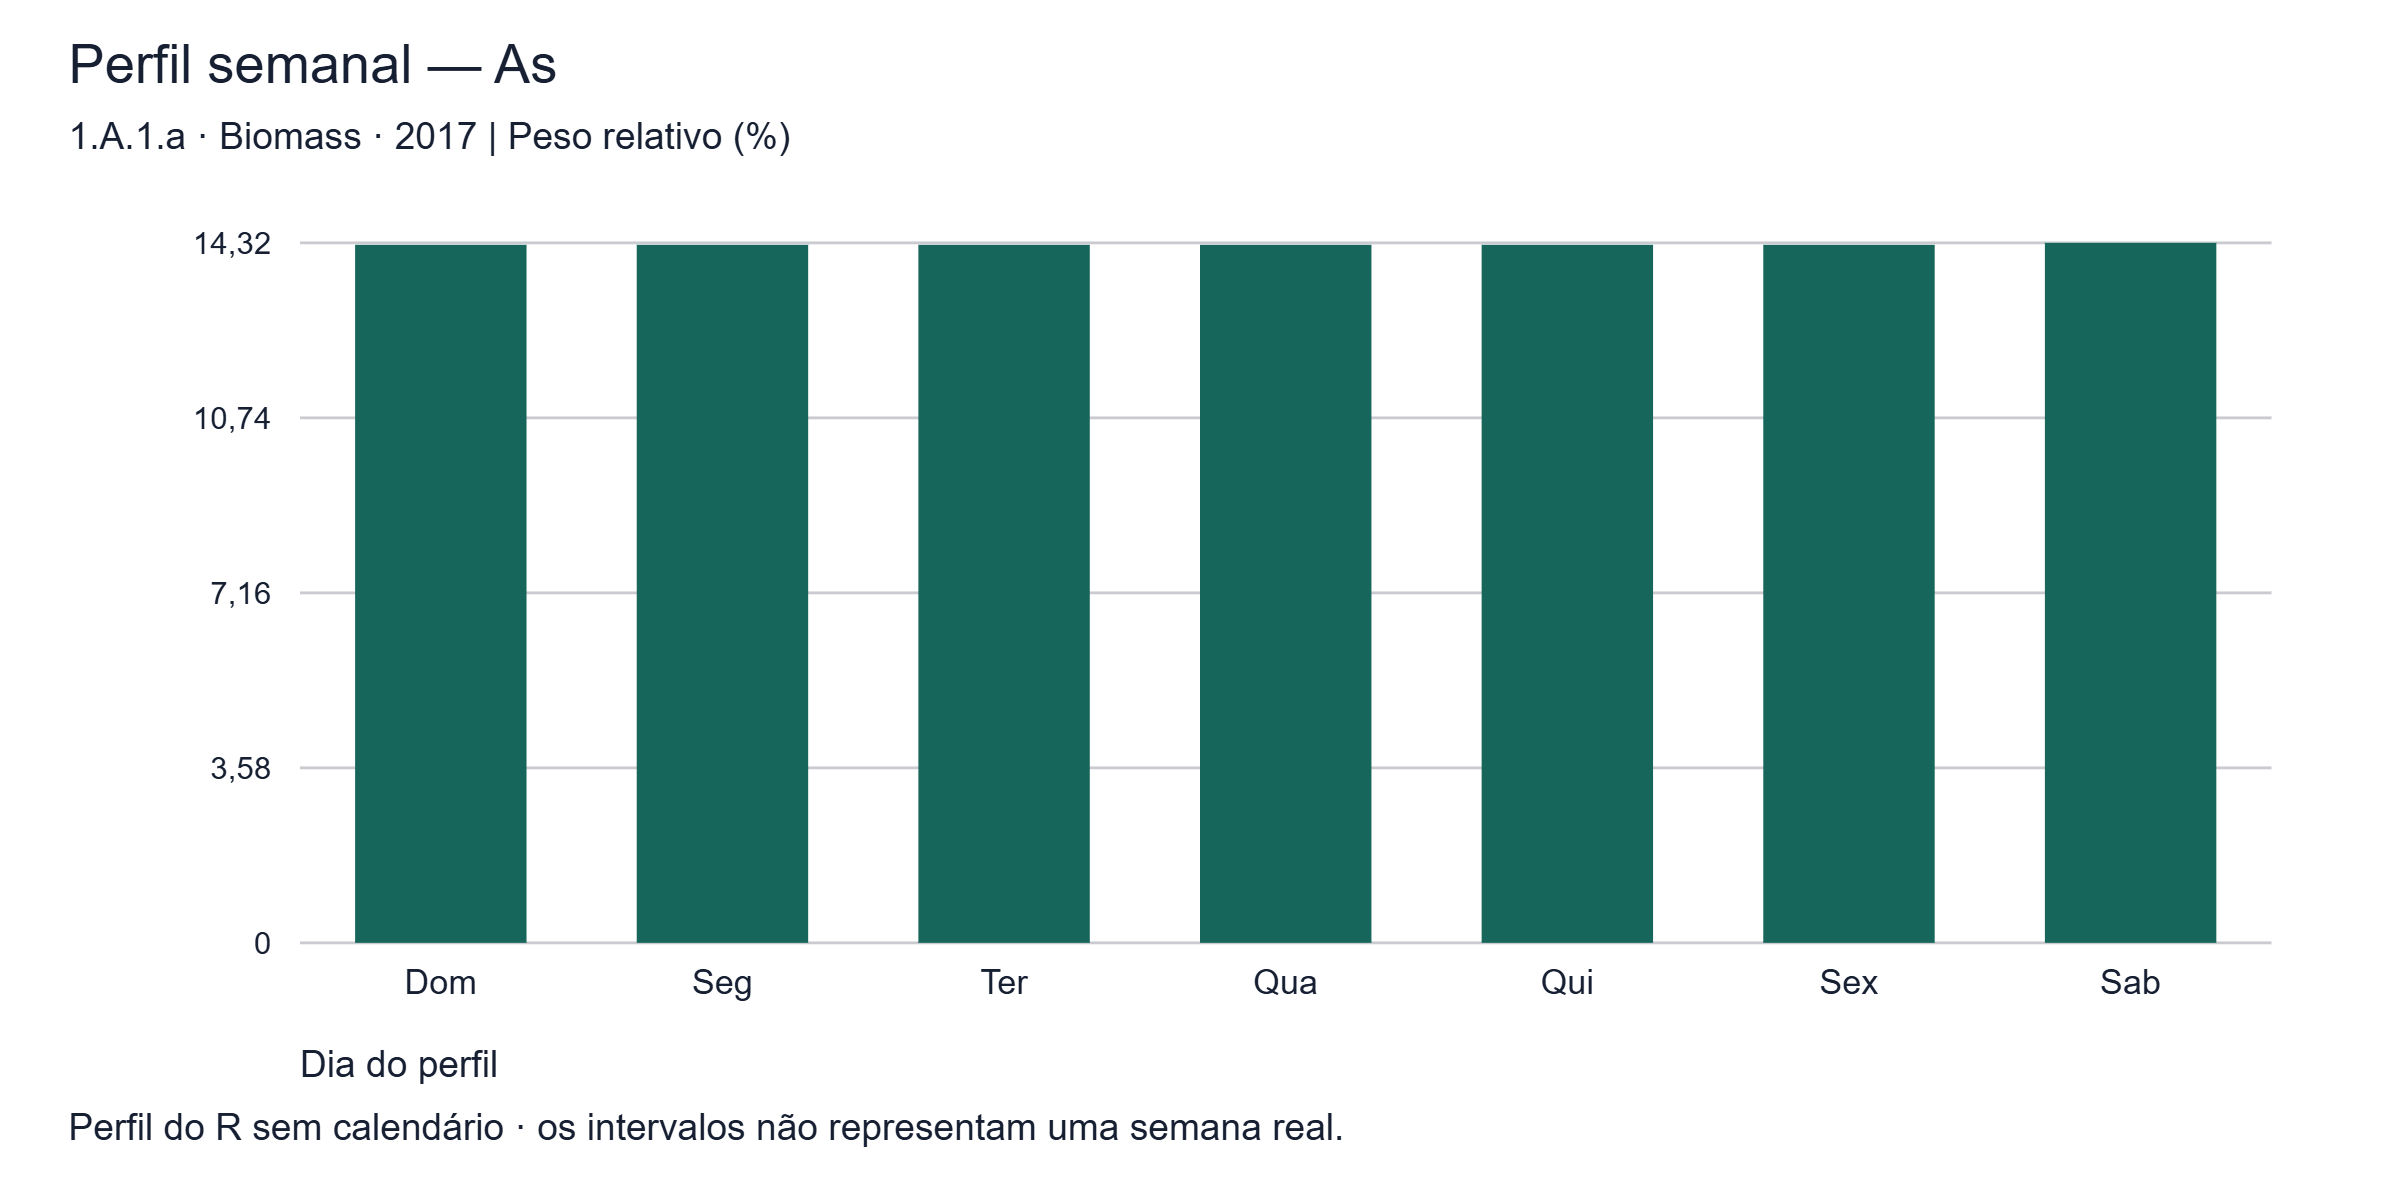 Perfil semanal — As
1.A.1.a · Biomass · 2017 | Peso relativo (%)
14,32
10,74
7,16
3,58
0
Dom Seg Ter Qua Qui Sex Sab
Dia do perfil
Perfil do R sem calendário · os intervalos não representam uma semana real.